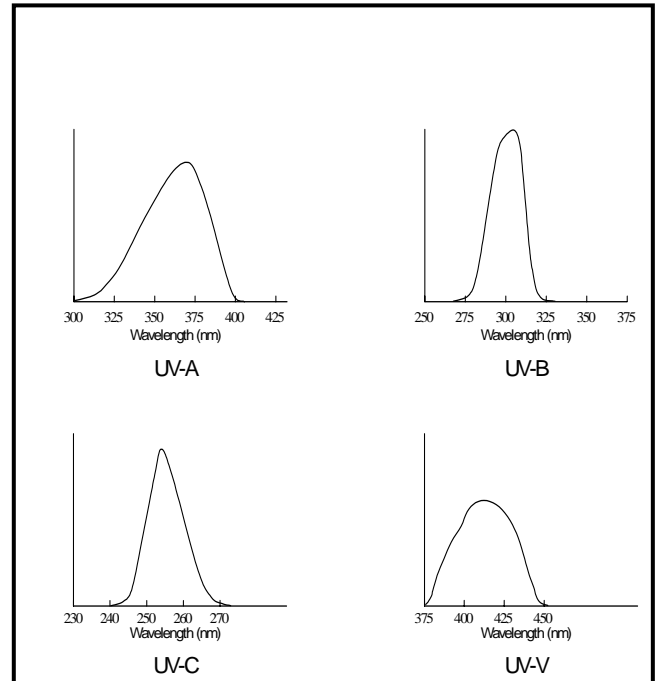 300 325 350 375 400 425
Wavelength (nm)
UV-A
250 275 300 325 350 375
Wavelength (nm)
UV-B
230 240 250 260 270
Wavelength (nm)
UV-C
375 400 425 450
Wavelength (nm)
UV-V